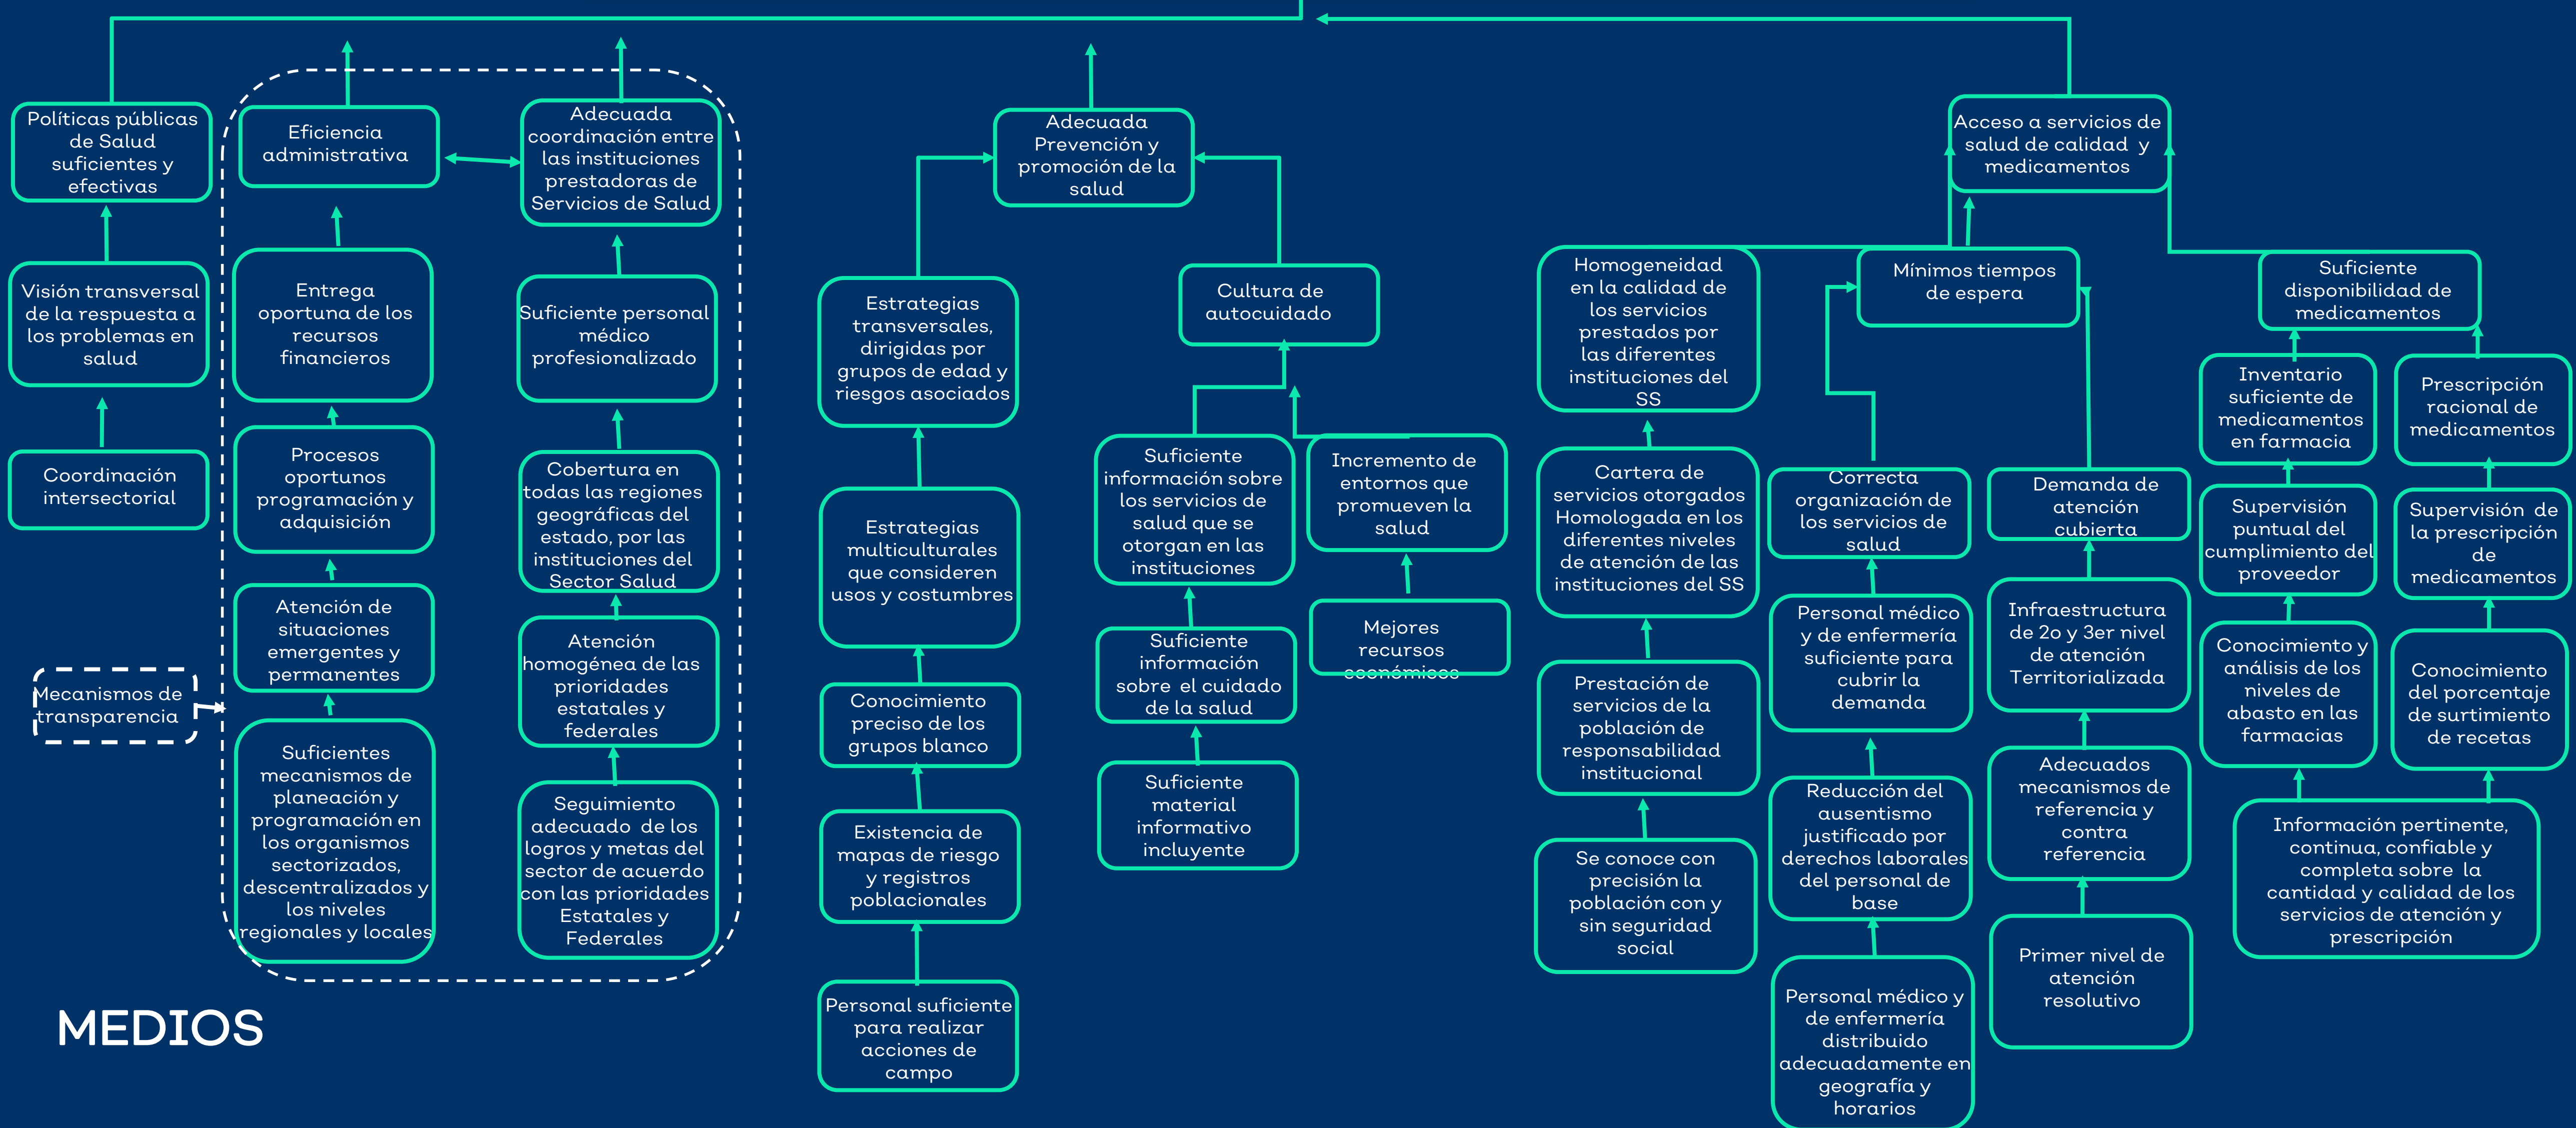 Políticas públicas
de Salud
suficientes y
efectivas
Visión transversal
de la respuesta a
los problemas en
salud
Coordinación
intersectorial
Mecanismos de
transparencia
Eficiencia
administrativa
Entrega
oportuna de los
recursos
financieros
Procesos
oportunos
programación y
adquisición
Atención de
situaciones
emergentes y
permanentes
Suficientes
mecanismos de
planeación y
programación en
los organismos
sectorizados,
descentralizados y
los niveles
regionales y locales
Adecuada
coordinación entre
las instituciones
prestadoras de
Servicios de Salud
Suficiente personal
médico
profesionalizado
Cobertura en
todas las regiones
geográficas del
estado, por las
instituciones del
Sector Salud
Atención
homogénea de las
prioridades
estatales y
federales
Seguimiento
adecuado de los
logros y metas del
sector de acuerdo
con las prioridades
Estatales y
Federales
Adecuada
Prevención y
promoción de la
salud
Estrategias
transversales,
dirigidas por
grupos de edad y
riesgos asociados
Estrategias
multiculturales
que consideren
usos y costumbres
Conocimiento
preciso de los
grupos blanco
Existencia de
mapas de riesgo
y registros
poblacionales
Personal suficiente
para realizar
acciones de
campo
Cultura de
autocuidado
Suficiente
información sobre
los servicios de
salud que se
otorgan en las
instituciones
Suficiente
información
sobre el cuidado
de la salud
Suficiente
material
informativo
incluyente
Incremento de
entornos que
promueven la
salud
Mejores
recursos
económicos
Acceso a servicios de
salud de calidad y
medicamentos
Homogeneidad
en la calidad de
los servicios
prestados por
las diferentes
instituciones del
SS
Cartera de
servicios otorgados
Homologada en los
diferentes niveles
de atención de las
instituciones del SS
Prestación de
servicios de la
población de
responsabilidad
institucional
Se conoce con
precisión la
población con y
sin seguridad
social
Mínimos tiempos
de espera
Correcta
organización de
los servicios de
salud
Personal médico
y de enfermería
suficiente para
cubrir la
demanda
Reducción del
ausentismo
justificado por
derechos laborales
del personal de
base
Personal médico y
de enfermería
distribuido
adecuadamente en
geografía y
horarios
Demanda de
atención
cubierta
Infraestructura
de 2o y 3er nivel
de atención
Territorializada
Adecuados
mecanismos de
referencia y
contra
referencia
Primer nivel de
atención
resolutivo
Suficiente
disponibilidad de
medicamentos
Inventario
suficiente de
medicamentos
en farmacia
Supervisión
puntual del
cumplimiento del
proveedor
Conocimiento y
análisis de los
niveles de
abasto en las
farmacias
Prescripción
racional de
medicamentos
Supervisión de
la prescripción
de
medicamentos
Conocimiento
del porcentaje
de surtimiento
de recetas
Información pertinente,
continua, confiable y
completa sobre la
cantidad y calidad de los
servicios de atención y
prescripción
MEDIOS